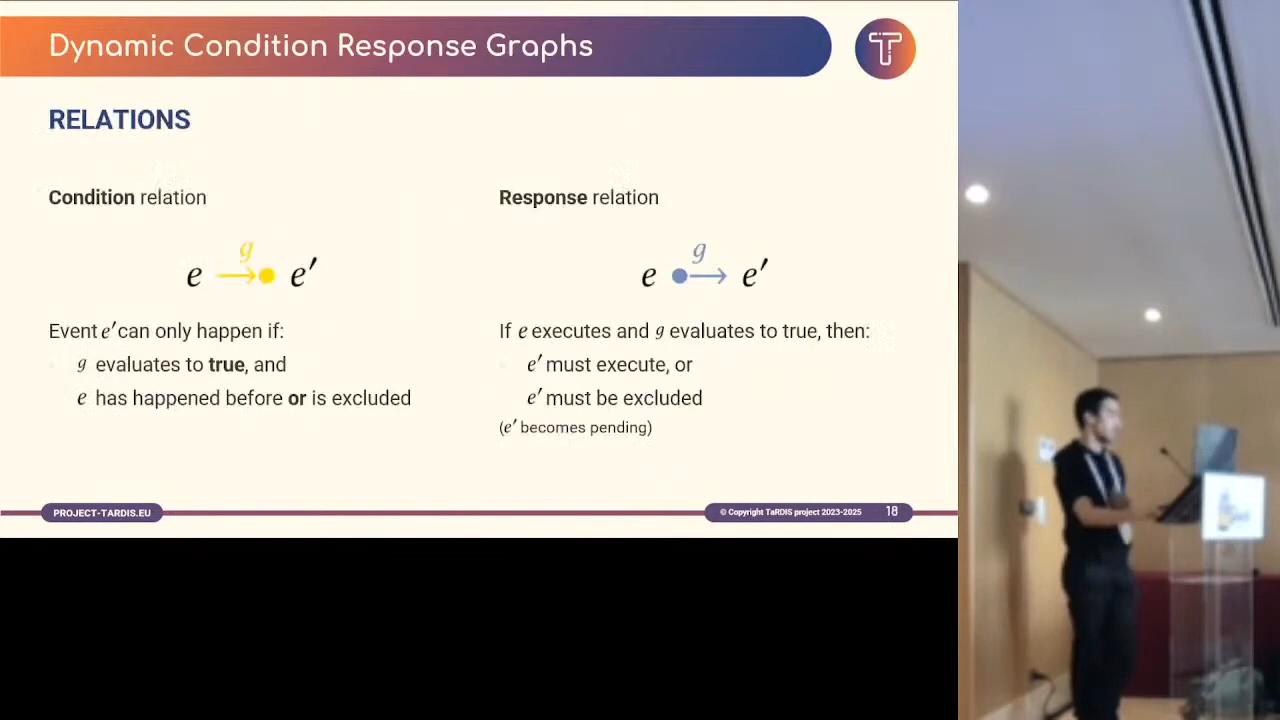 Dynamic Condition Response Graphs
T
RELATIONS
Condition relation
g
e →• e′
Event e′ can only happen if:
g evaluates to true, and
e has happened before or is excluded
Response relation
g
e •→ e′
If e executes and g evaluates to true, then:
e′ must execute, or
e′ must be excluded
(e′ becomes pending)
PROJECT-TARDIS.EU
© Copyright TaRDIS project 2023-2025 18